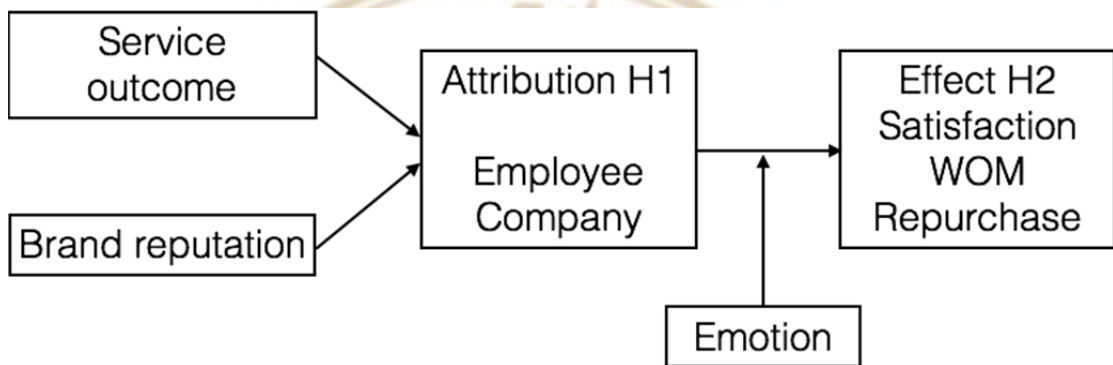 Service
outcome
Brand reputation
Attribution H1
Employee
Company
Effect H2
Satisfaction
WOM
Repurchase
Emotion